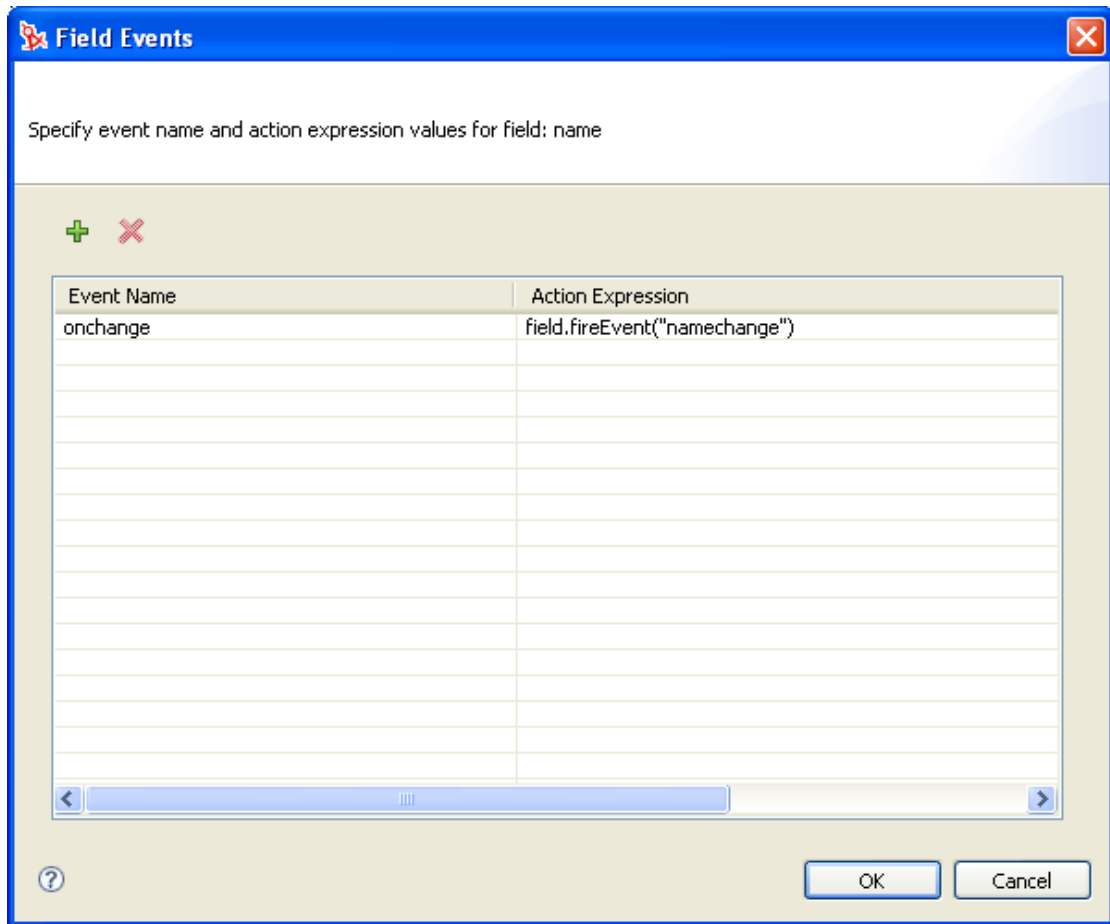 Field Events
Specify event name and action expression values for field: name
Event Name Action Expression
onchange field.fireEvent("namechange")
OK Cancel